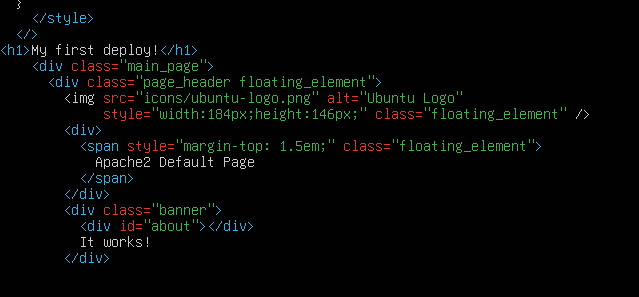 }
</style>
</>
<h1>My first deploy!</h1>
<div class="main_page">
<div class="page_header floating_element">
<img src="icons/ubuntu-logo.png" alt="Ubuntu Logo"
style="width:184px;height:146px;" class="floating_element" />
<div>
<span style="margin-top: 1.5em;" class="floating_element">
Apache2 Default Page
</span>
</div>
<div class="banner">
<div id="about"></div>
It works!
</div>